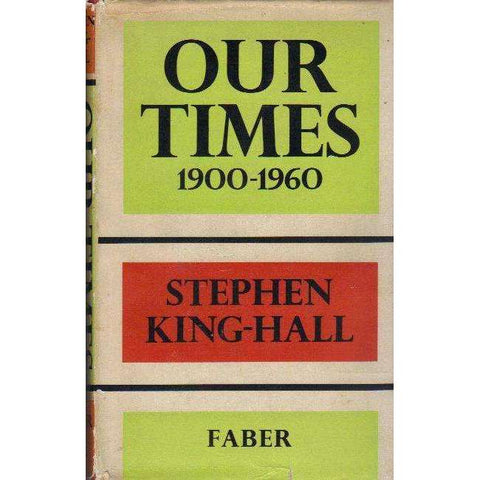 OUR
TIMES
1900-1960
STEPHEN
KING-HALL
FABER